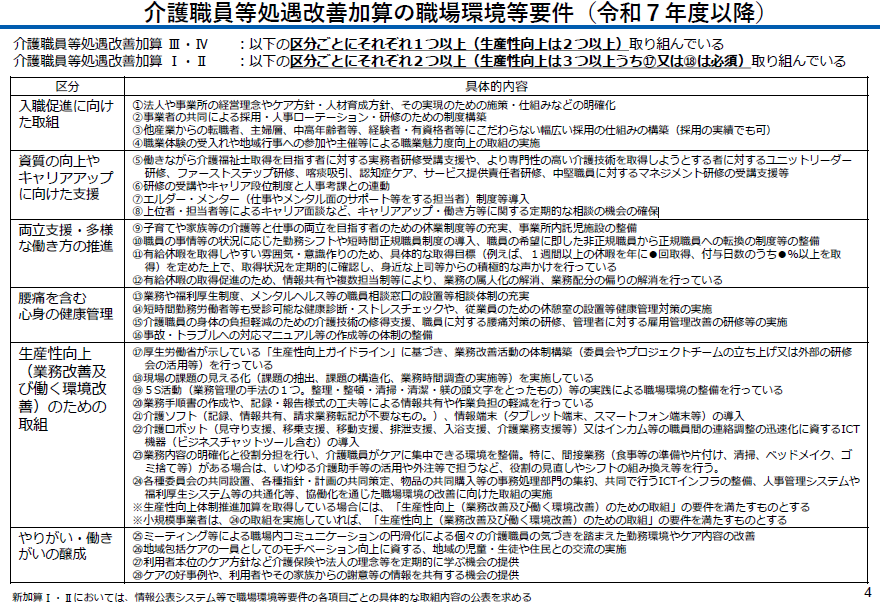 介護職員等処遇改善加算の職場環境等要件（令和７年度以降）
介護職員等処遇改善加算 Ⅲ・Ⅳ ：以下の区分ごとにそれぞれ１つ以上（生産性向上は２つ以上）取り組んでいる
介護職員等処遇改善加算 Ⅰ・Ⅱ ：以下の区分ごとにそれぞれ２つ以上（生産性向上は３つ以上うち⑰又は⑱は必須）取り組んでいる
区分 具体的内容
入職促進に向け
た取組
①法人や事業所の経営理念やケア方針・人材育成方針、その実現のための施策・仕組みなどの明確化
②事業者の共同による採用・人事ローテーション・研修のための制度構築
③他産業からの転職者、主婦層、中高年齢者等、経験者・有資格者等にこだわらない幅広い採用の仕組みの構築（採用の実績でも可）
④職業体験の受入れや地域行事への参加や主催等による職業魅力度向上の取組の実施
資質の向上や
キャリアアップ
に向けた支援
⑤働きながら介護福祉士取得を目指す者に対する実務者研修受講支援や、より専門性の高い介護技術を取得しようとする者に対するユニットリーダー
研修、ファーストステップ研修、喀痰吸引、認知症ケア、サービス提供責任者研修、中堅職員に対するマネジメント研修の受講支援等
⑥研修の受講やキャリア段位制度と人事考課との連動
⑦エルダー・メンター（仕事やメンタル面のサポート等をする担当者）制度等導入
⑧上位者・担当者等によるキャリア面談など、キャリアアップ・働き方等に関する定期的な相談の機会の確保
両立支援・多様
な働き方の推進
⑨子育てや家族等の介護等と仕事の両立を目指す者のための休業制度等の充実、事業所内託児施設の整備
⑩職員の事情等の状況に応じた勤務シフトや短時間正規職員制度の導入、職員の希望に即した非正規職員から正規職員への転換の制度等の整備
⑪有給休暇を取得しやすい雰囲気・意識作りのため、具体的な取得目標（例えば、１週間以上の休暇を年に●回取得、付与日数のうち●％以上を取
得）を定めた上で、取得状況を定期的に確認し、身近な上司等からの積極的な声かけを行っている
⑫有給休暇の取得促進のため、情報共有や複数担当制等により、業務の属人化の解消、業務配分の偏りの解消を行っている
腰痛を含む
心身の健康管理
⑬業務や福利厚生制度、メンタルヘルス等の職員相談窓口の設置等相談体制の充実
⑭短時間勤務労働者等も受診可能な健康診断・ストレスチェックや、従業員のための休憩室の設置等健康管理対策の実施
⑮介護職員の身体の負担軽減のための介護技術の修得支援、職員に対する腰痛対策の研修、管理者に対する雇用管理改善の研修等の実施
⑯事故・トラブルへの対応マニュアル等の作成等の体制の整備
生産性向上
（業務改善及
び働く環境改
善）のための
取組
⑰厚生労働省が示している「生産性向上ガイドライン」に基づき、業務改善活動の体制構築（委員会やプロジェクトチームの立ち上げ又は外部の研修
会の活用等）を行っている
⑱現場の課題の見える化（課題の抽出、課題の構造化、業務時間調査の実施等）を実施している
⑲５Ｓ活動（業務管理の手法の１つ。整理・整頓・清掃・清潔・躾の頭文字をとったもの）等の実践による職場環境の整備を行っている
⑳業務手順書の作成や、記録・報告様式の工夫等による情報共有や作業負担の軽減を行っている
㉑介護ソフト（記録、情報共有、請求業務転記が不要なもの。）、情報端末（タブレット端末、スマートフォン端末等）の導入
㉒介護ロボット（見守り支援、移乗支援、移動支援、排泄支援、入浴支援、介護業務支援等）又はインカム等の職員間の連絡調整の迅速化に資するICT
機器（ビジネスチャットツール含む）の導入
㉓業務内容の明確化と役割分担を行い、介護職員がケアに集中できる環境を整備。特に、間接業務（食事等の準備や片付け、清掃、ベッドメイク、ゴ
ミ捨て等）がある場合は、いわゆる介護助手等の活用や外注等で担うなど、役割の見直しやシフトの組み換え等を行う。
㉔各種委員会の共同設置、各種指針・計画の共同策定、物品の共同購入等の事務処理部門の集約、共同で行うICTインフラの整備、人事管理システムや
福利厚生システム等の共通化等、協働化を通じた職場環境の改善に向けた取組の実施
※生産性向上体制推進加算を取得している場合には、「生産性向上（業務改善及び働く環境改善）のための取組」の要件を満たすものとする
※小規模事業者は、㉔の取組を実施していれば、「生産性向上（業務改善及び働く環境改善）のための取組」の要件を満たすものとする
やりがい・働き
がいの醸成
㉕ミーティング等による職場内コミュニケーションの円滑化による個々の介護職員の気づきを踏まえた勤務環境やケア内容の改善
㉖地域包括ケアの一員としてのモチベーション向上に資する、地域の児童・生徒や住民との交流の実施
㉗利用者本位のケア方針など介護保険や法人の理念等を定期的に学ぶ機会の提供
㉘ケアの好事例や、利用者やその家族からの謝意等の情報を共有する機会の提供
新加算Ⅰ・Ⅱにおいては、情報公表システム等で職場環境等要件の各項目ごとの具体的な取組内容の公表を求める
4